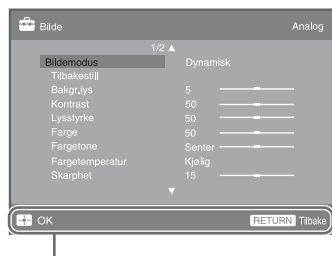 Bilde Analog
1/2
Bildemodus Dynamisk
Tilbakestill
Bakgr.lys 5
Kontrast 50
Lysstyrke 50
Farge 50
Fargetone Senter
Fargetemperatur Kjølig
Skarphet 15
OK RETURN Tilbake